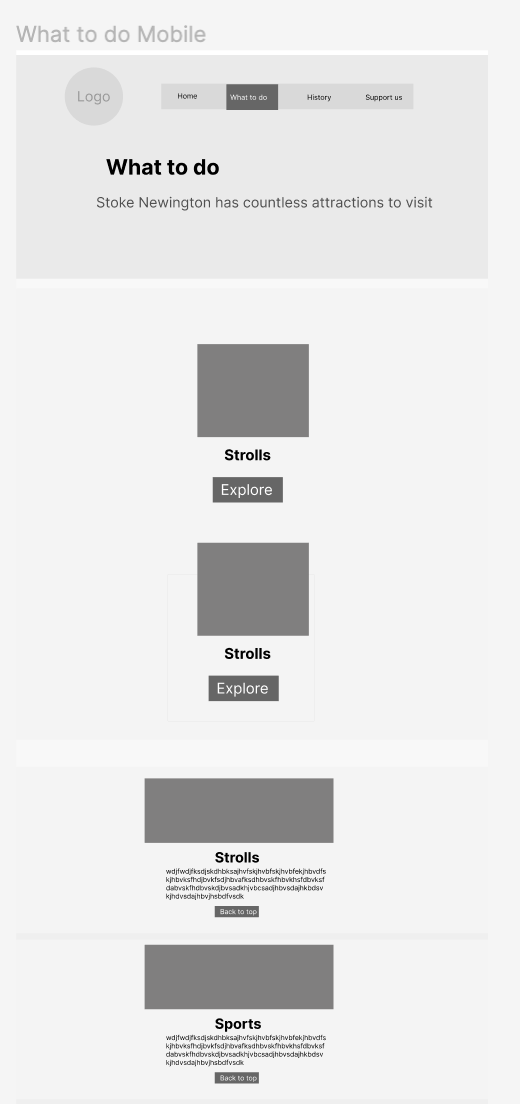 What to do Mobile
Logo
Home
What to do
History
Support us
What to do
Stoke Newington has countless attractions to visit
Strolls
Explore
Strolls
Explore
Strolls
wdjfwdjfksdjskdhbksajhvfskjhvbfskjhvbfekjhbvdfs
kjhbvksfhdjbvkfsdjhbvafksdhbvskfhbvkhsfdbvksf
dabvskfhdbvskdjbvsadkhjvbcsadjhbvsdajhkbdsv
kjhdvsdajhbvjhsbdfvsdk
Back to top
Sports
wdjfwdjfksdjskdhbksajhvfskjhvbfskjhvbfekjhbvdfs
kjhbvksfhdjbvkfsdjhbvafksdhbvskfhbvkhsfdbvksf
dabvskfhdbvskdjbvsadkhjvbcsadjhbvsdajhkbdsv
kjhdvsdajhbvjhsbdfvsdk
Back to top